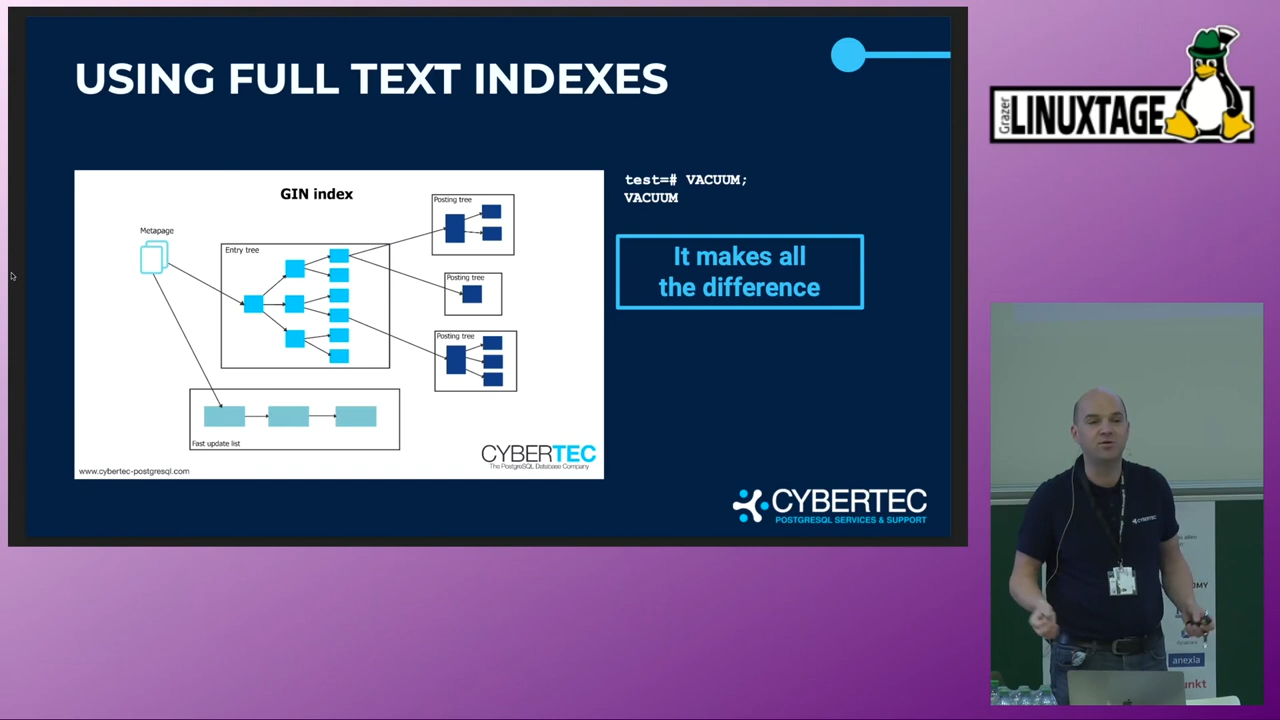 USING FULL TEXT INDEXES
GIN index
Metapage
Entry tree
Posting tree
Posting tree
Posting tree
Fast update list
www.cybertec-postgresql.com
CYBERTEC
The PostgreSQL Database Company
test=# VACUUM;
VACUUM
It makes all
the difference
CYBERTEC
POSTGRESQL SERVICES & SUPPORT
Grazer
LINUXTAGE
CYBERTEC
anexia